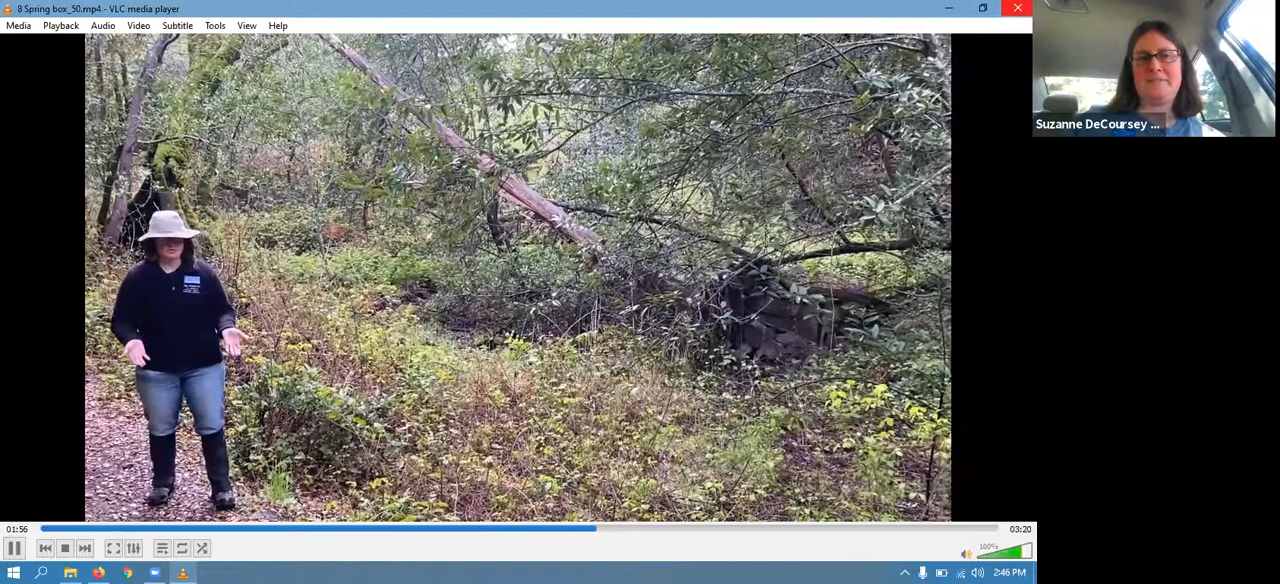 8 Spring box_50.mp4 - VLC media player
Media Playback Audio Video Subtitle Tools View Help
Suzanne DeCoursey ...
01:56
03:20
100%
2:46 PM